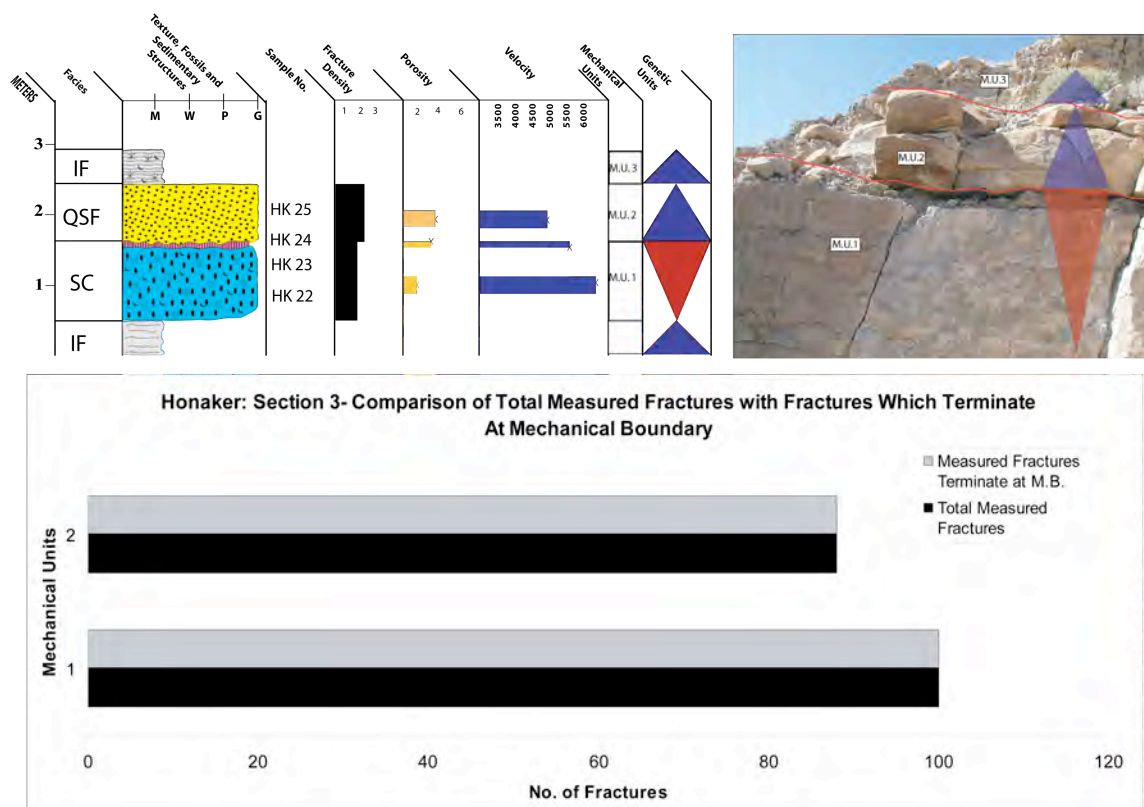 METERS
Facies
Texture, Fossils and
Sedimentary
Structures
Sample No.
Fracture
Density
Porosity
Velocity
Mechanical
Units
Genetic
Units
M W P G
1 2 3
2 4 6
3500 4000 4500 5000 5500 6000
3
IF
M.U.3
2
QSF
HK 25
M.U.2
HK 24
1
SC
HK 23
HK 22
M.U.1
IF
M.U.3
M.U.2
M.U.1
Honaker: Section 3- Comparison of Total Measured Fractures with Fractures Which Terminate
At Mechanical Boundary
Measured Fractures
Terminate at M.B.
Total Measured
Fractures
Mechanical Units
2
1
0 20 40 60 80 100 120
No. of Fractures